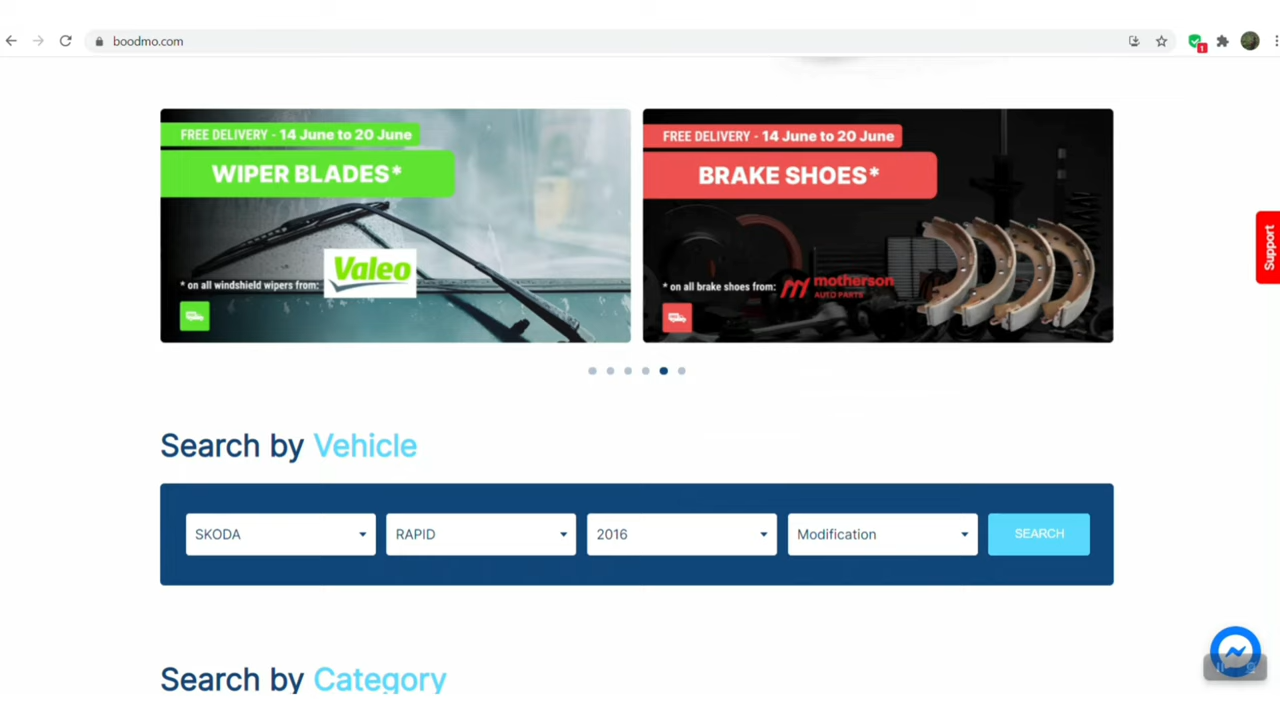 boodmo.com
1
FREE DELIVERY - 14 June to 20 June
WIPER BLADES*
* on all windshield wipers from:
Valeo
FREE DELIVERY - 14 June to 20 June
BRAKE SHOES*
* on all brake shoes from:
motherson
AUTO PARTS
Support
Search by Vehicle
SKODA
RAPID
2016
Modification
SEARCH
Search by Category